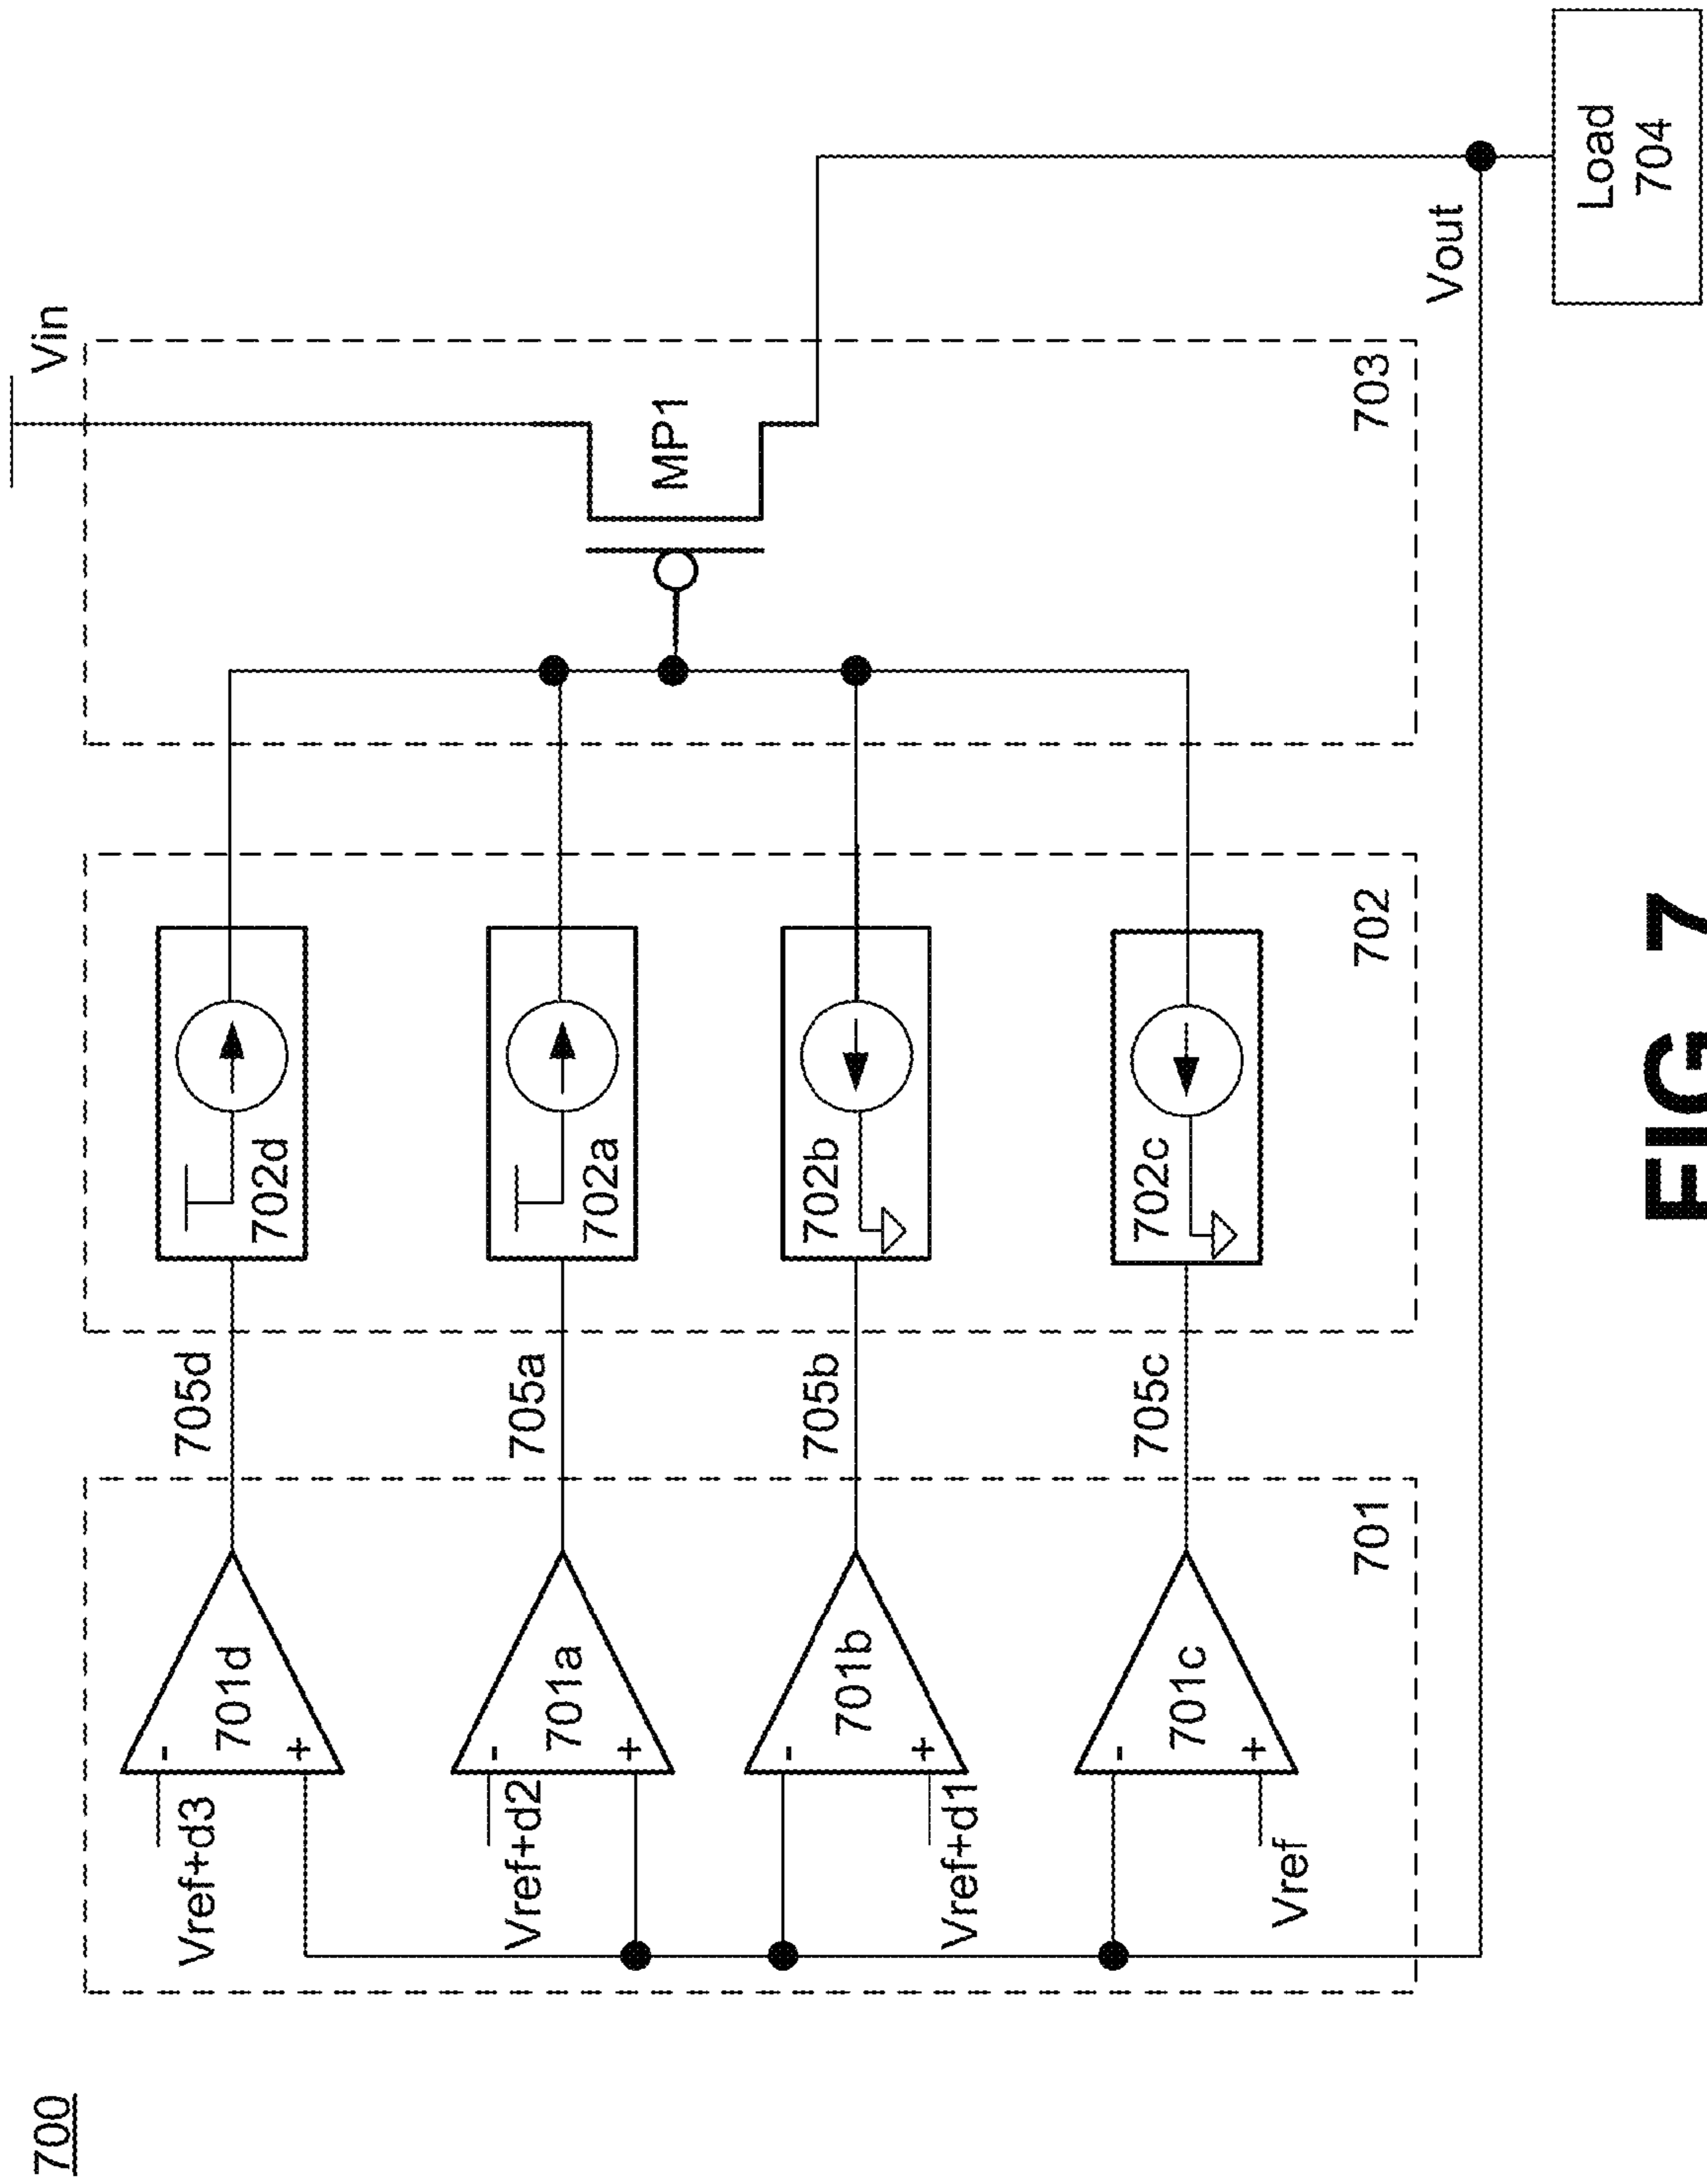 700
Vin
Vref+d3
-
+
701d
705d
702d
Vref+d2
-
+
701a
705a
702a
MP1
-
+
Vref+d1
701b
705b
702b
-
+
Vref
701c
705c
702c
701
702
703
Vout
Load
704
FIG 7